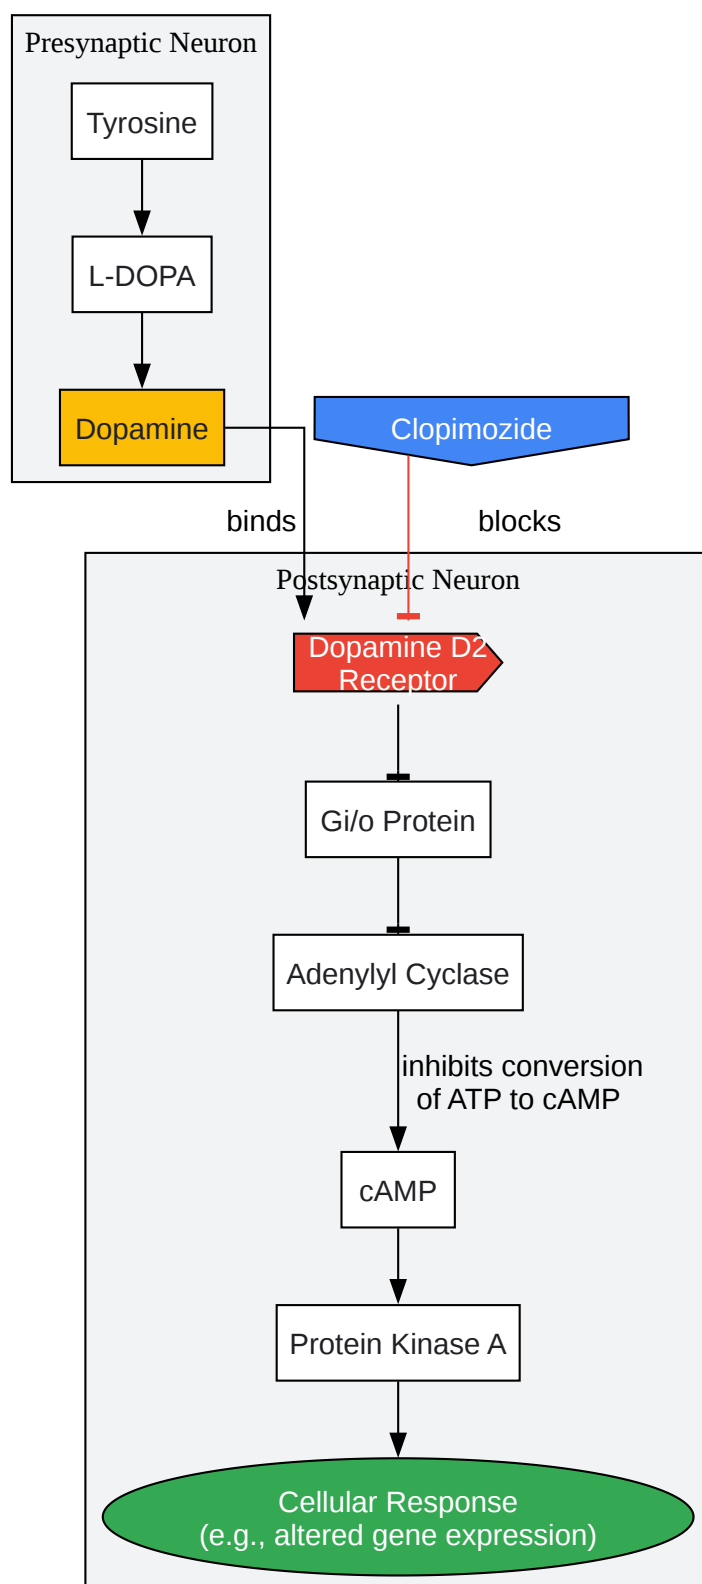 Presynaptic Neuron
Tyrosine
L-DOPA
Dopamine
Clopimozide
binds
blocks
Postsynaptic Neuron
Dopamine D2
Receptor
Gi/o Protein
Adenylyl Cyclase
inhibits conversion
of ATP to cAMP
cAMP
Protein Kinase A
Cellular Response
(e.g., altered gene expression)